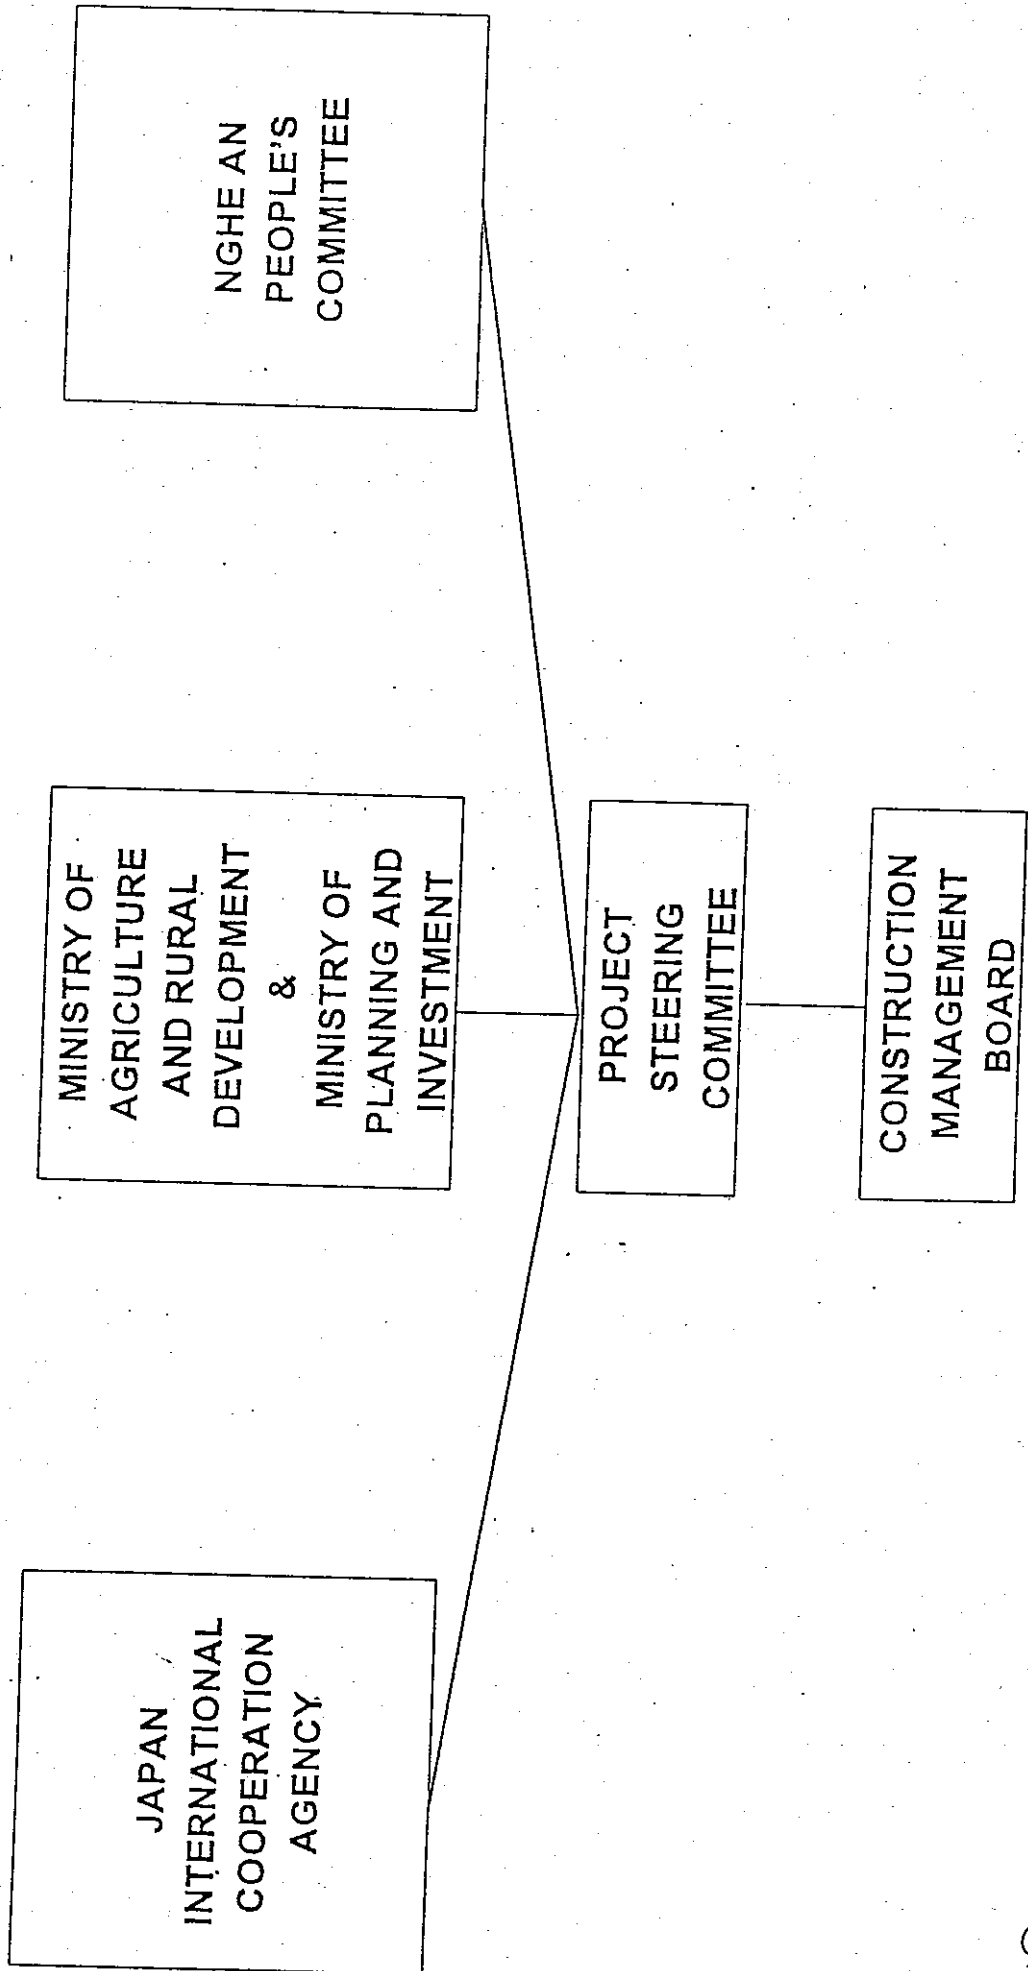 JAPAN
INTERNATIONAL
COOPERATION
AGENCY
MINISTRY OF
AGRICULTURE
AND RURAL
DEVELOPMENT
&
MINISTRY OF
PLANNING AND
INVESTMENT
NGHE AN
PEOPLE'S
COMMITTEE
PROJECT
STEERING
COMMITTEE
CONSTRUCTION
MANAGEMENT
BOARD